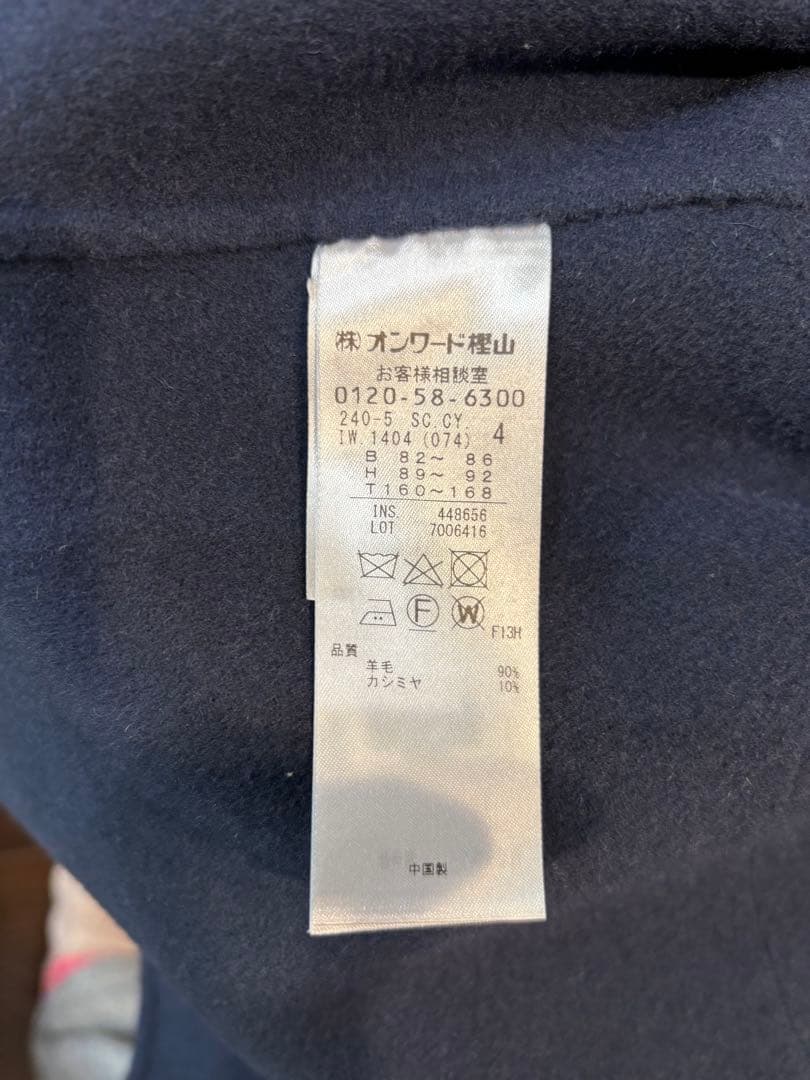 ㈱オンワード樫山
お客様相談室
0120-58-6300
240-5 SC.CY.
IW.1404 (074) 4
B 82～ 86
H 89～ 92
T160～168
INS. 448656
LOT 7006416
F
W
F13H
品質
羊毛 90%
カシミヤ 10%
中国製